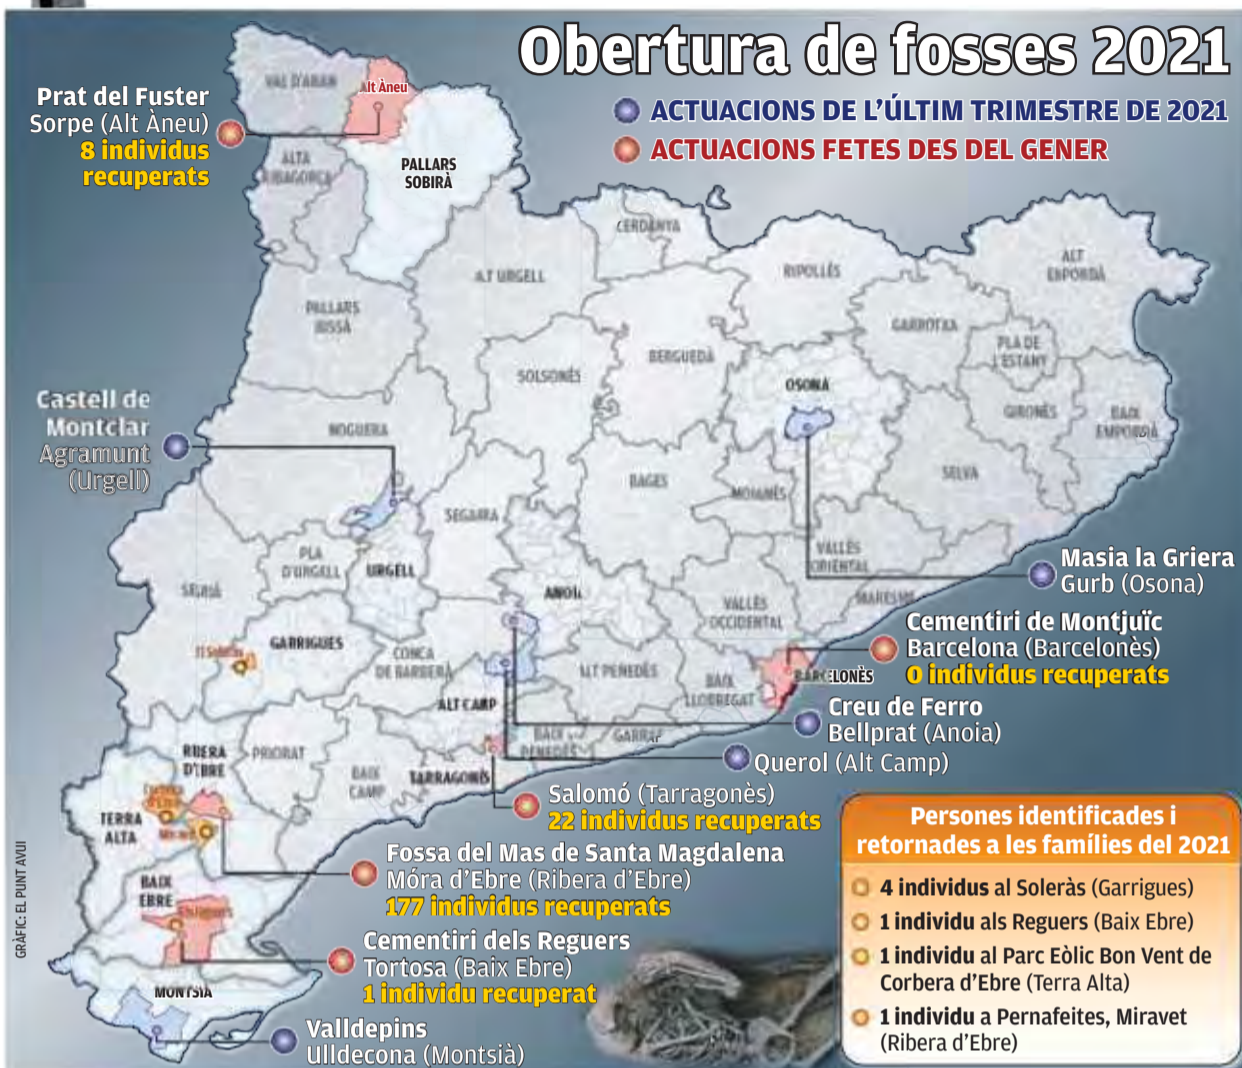 Obertura de fosses 2021
ACTUACIONS DE L'ÚLTIM TRIMESTRE DE 2021
ACTUACIONS FETES DES DEL GENER
Prat del Fuster
Sorpe (Alt Àneu)
8 individus
recuperats
VAL D'ARAN
Alt Àneu
ALTA
RIBAGORÇA
PALLARS
SOBIRÀ
CERDANYA
ALT URGELL
RIPOLLÈS
ALT
EMPORDÀ
PALLARS
JUSSÀ
GARROTXA
PLA DE
L'ESTANY
BERGUEDÀ
SOLSONÈS
OSONA
GIRONÈS
BAIX
EMPORDÀ
Castell de
Montclar
Agramunt
(Urgell)
NOGUERA
BAGES
MOIANÈS
SELVA
SEGARRA
PLA
D'URGELL
URGELL
ANOIA
VALLÈS
ORIENTAL
Masia la Griera
Gurb (Osona)
SEGRIÀ
MARESME
VALLÈS
OCCIDENTAL
El Soleràs
GARRIGUES
CONCA
DE BARBERÀ
ALT PENEDÈS
BAIX
LLOBREGAT
BARCELONÈS
Cementiri de Montjuïc
Barcelona (Barcelonès)
0 individus recuperats
ALT CAMP
Creu de Ferro
Bellprat (Anoia)
BAIX
PENEDÈS
GARRAF
Querol (Alt Camp)
RIBERA
D'EBRE
PRIORAT
BAIX
CAMP
TARRAGONÈS
Salomó (Tarragonès)
22 individus recuperats
Corbera
d'Ebre
TERRA
ALTA
Miravet
Fossa del Mas de Santa Magdalena
Móra d'Ebre (Ribera d'Ebre)
177 individus recuperats
BAIX
EBRE
Els Reguers
Cementiri dels Reguers
Tortosa (Baix Ebre)
1 individu recuperat
MONTSIÀ
Valldepins
Ulldecona (Montsià)
Persones identificades i
retornades a les famílies del 2021
4 individus al Soleràs (Garrigues)
1 individu als Reguers (Baix Ebre)
1 individu al Parc Eòlic Bon Vent de
Corbera d'Ebre (Terra Alta)
1 individu a Pernafeites, Miravet
(Ribera d'Ebre)
GRÀFIC: EL PUNT AVUI